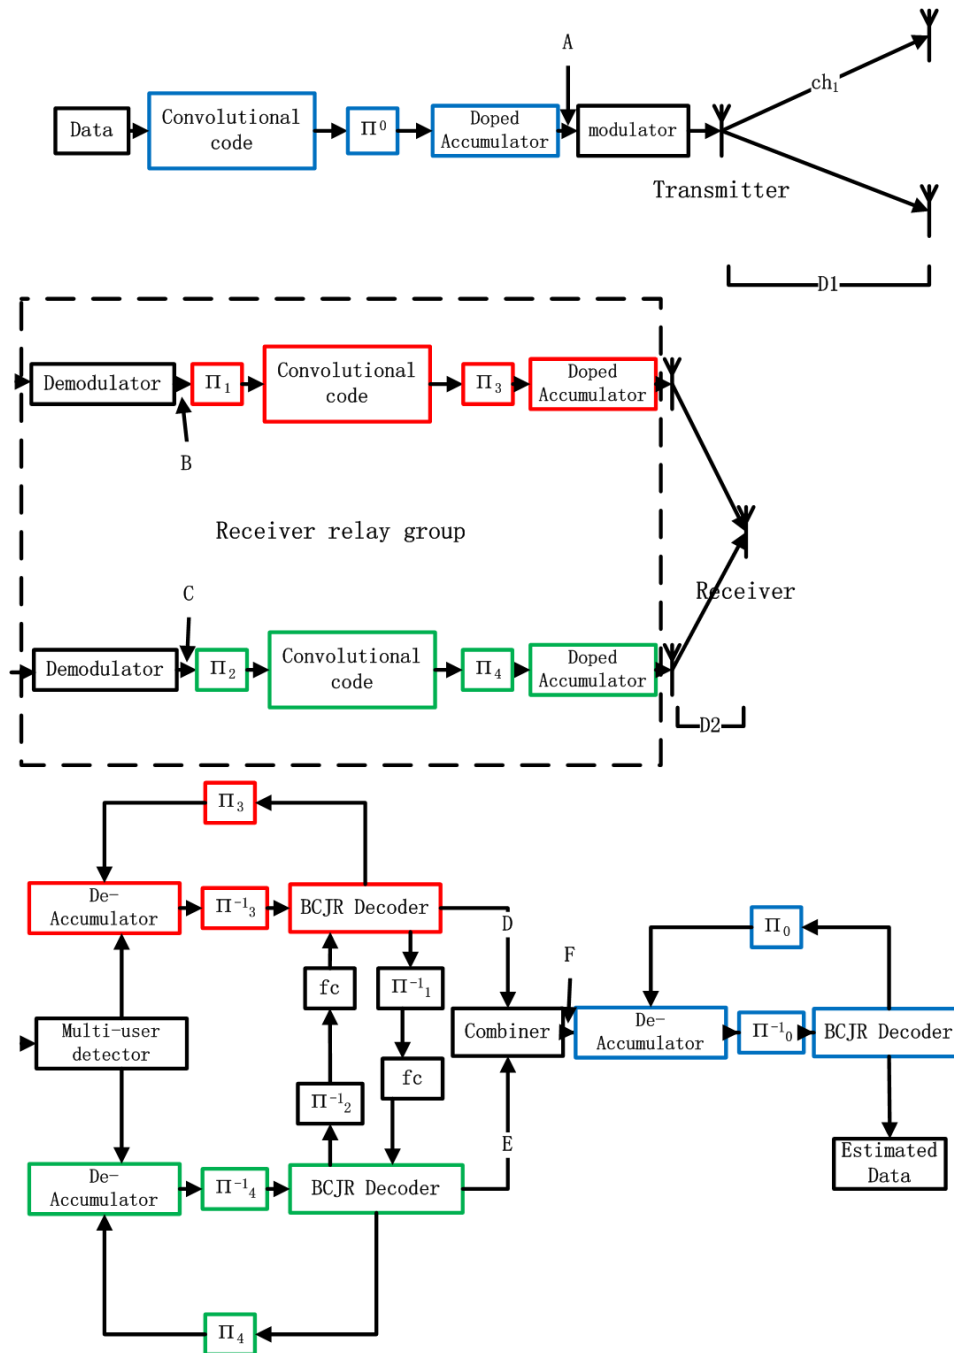 A
Data
Convolutional
code
Π⁰
Doped
Accumulator
modulator
ch₁
Transmitter
D1
Demodulator
Π₁
Convolutional
code
Π₃
Doped
Accumulator
B
Receiver relay group
C
Receiver
Demodulator
Π₂
Convolutional
code
Π₄
Doped
Accumulator
D2
Π₃
De-
Accumulator
Π⁻¹₃
BCJR Decoder
D
Π₀
F
fc
Π⁻¹₁
Multi-user
detector
Combiner
De-
Accumulator
Π⁻¹₀
BCJR Decoder
fc
Π⁻¹₂
E
Estimated
Data
De-
Accumulator
Π⁻¹₄
BCJR Decoder
Π₄